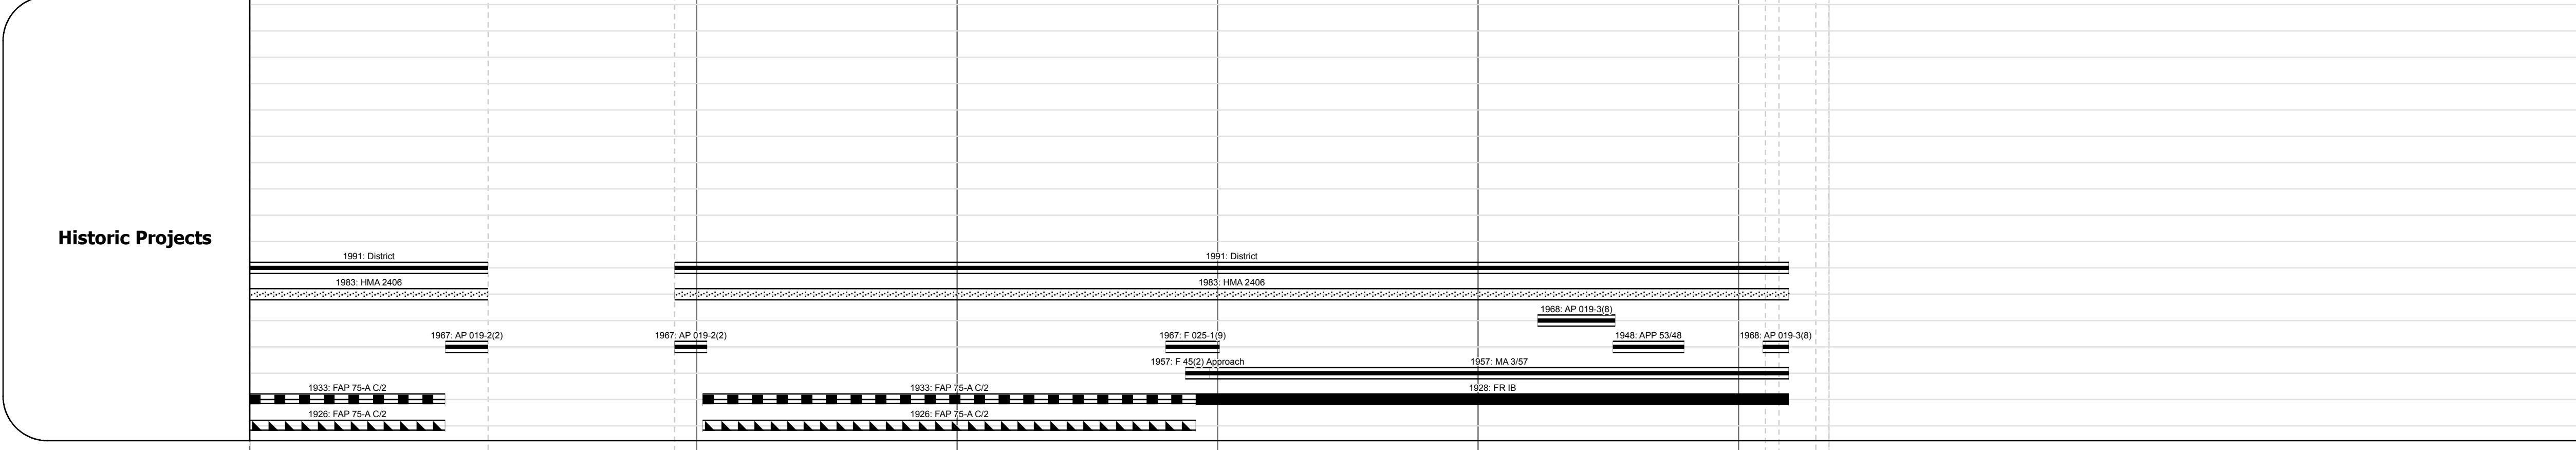 Historic Projects
1991: District
1991: District
1983: HMA 2406
1983: HMA 2406
1968: AP 019-3(8)
1967: AP 019-2(2)
1967: AP 019-2(2)
1967: F 025-1(9)
1948: APP 53/48
1968: AP 019-3(8)
1957: F 45(2) Approach
1957: MA 3/57
1933: FAP 75-A C/2
1933: FAP 75-A C/2
1928: FR IB
1926: FAP 75-A C/2
1926: FAP 75-A C/2